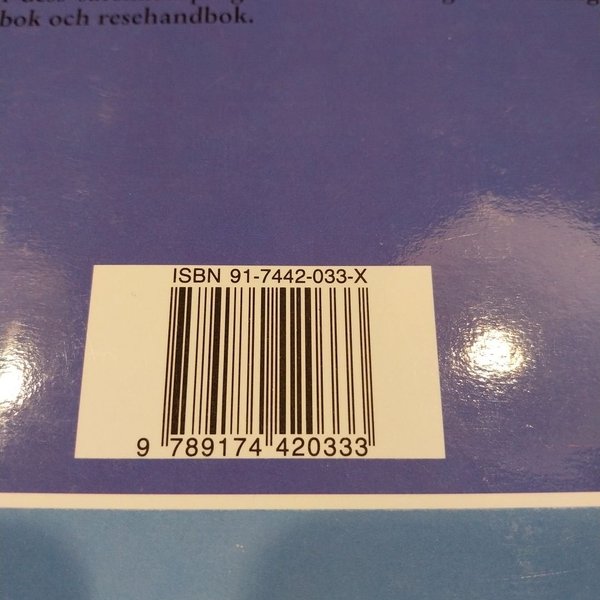 bok och resehandbok.
ISBN 91-7442-033-X
9 789174 420333